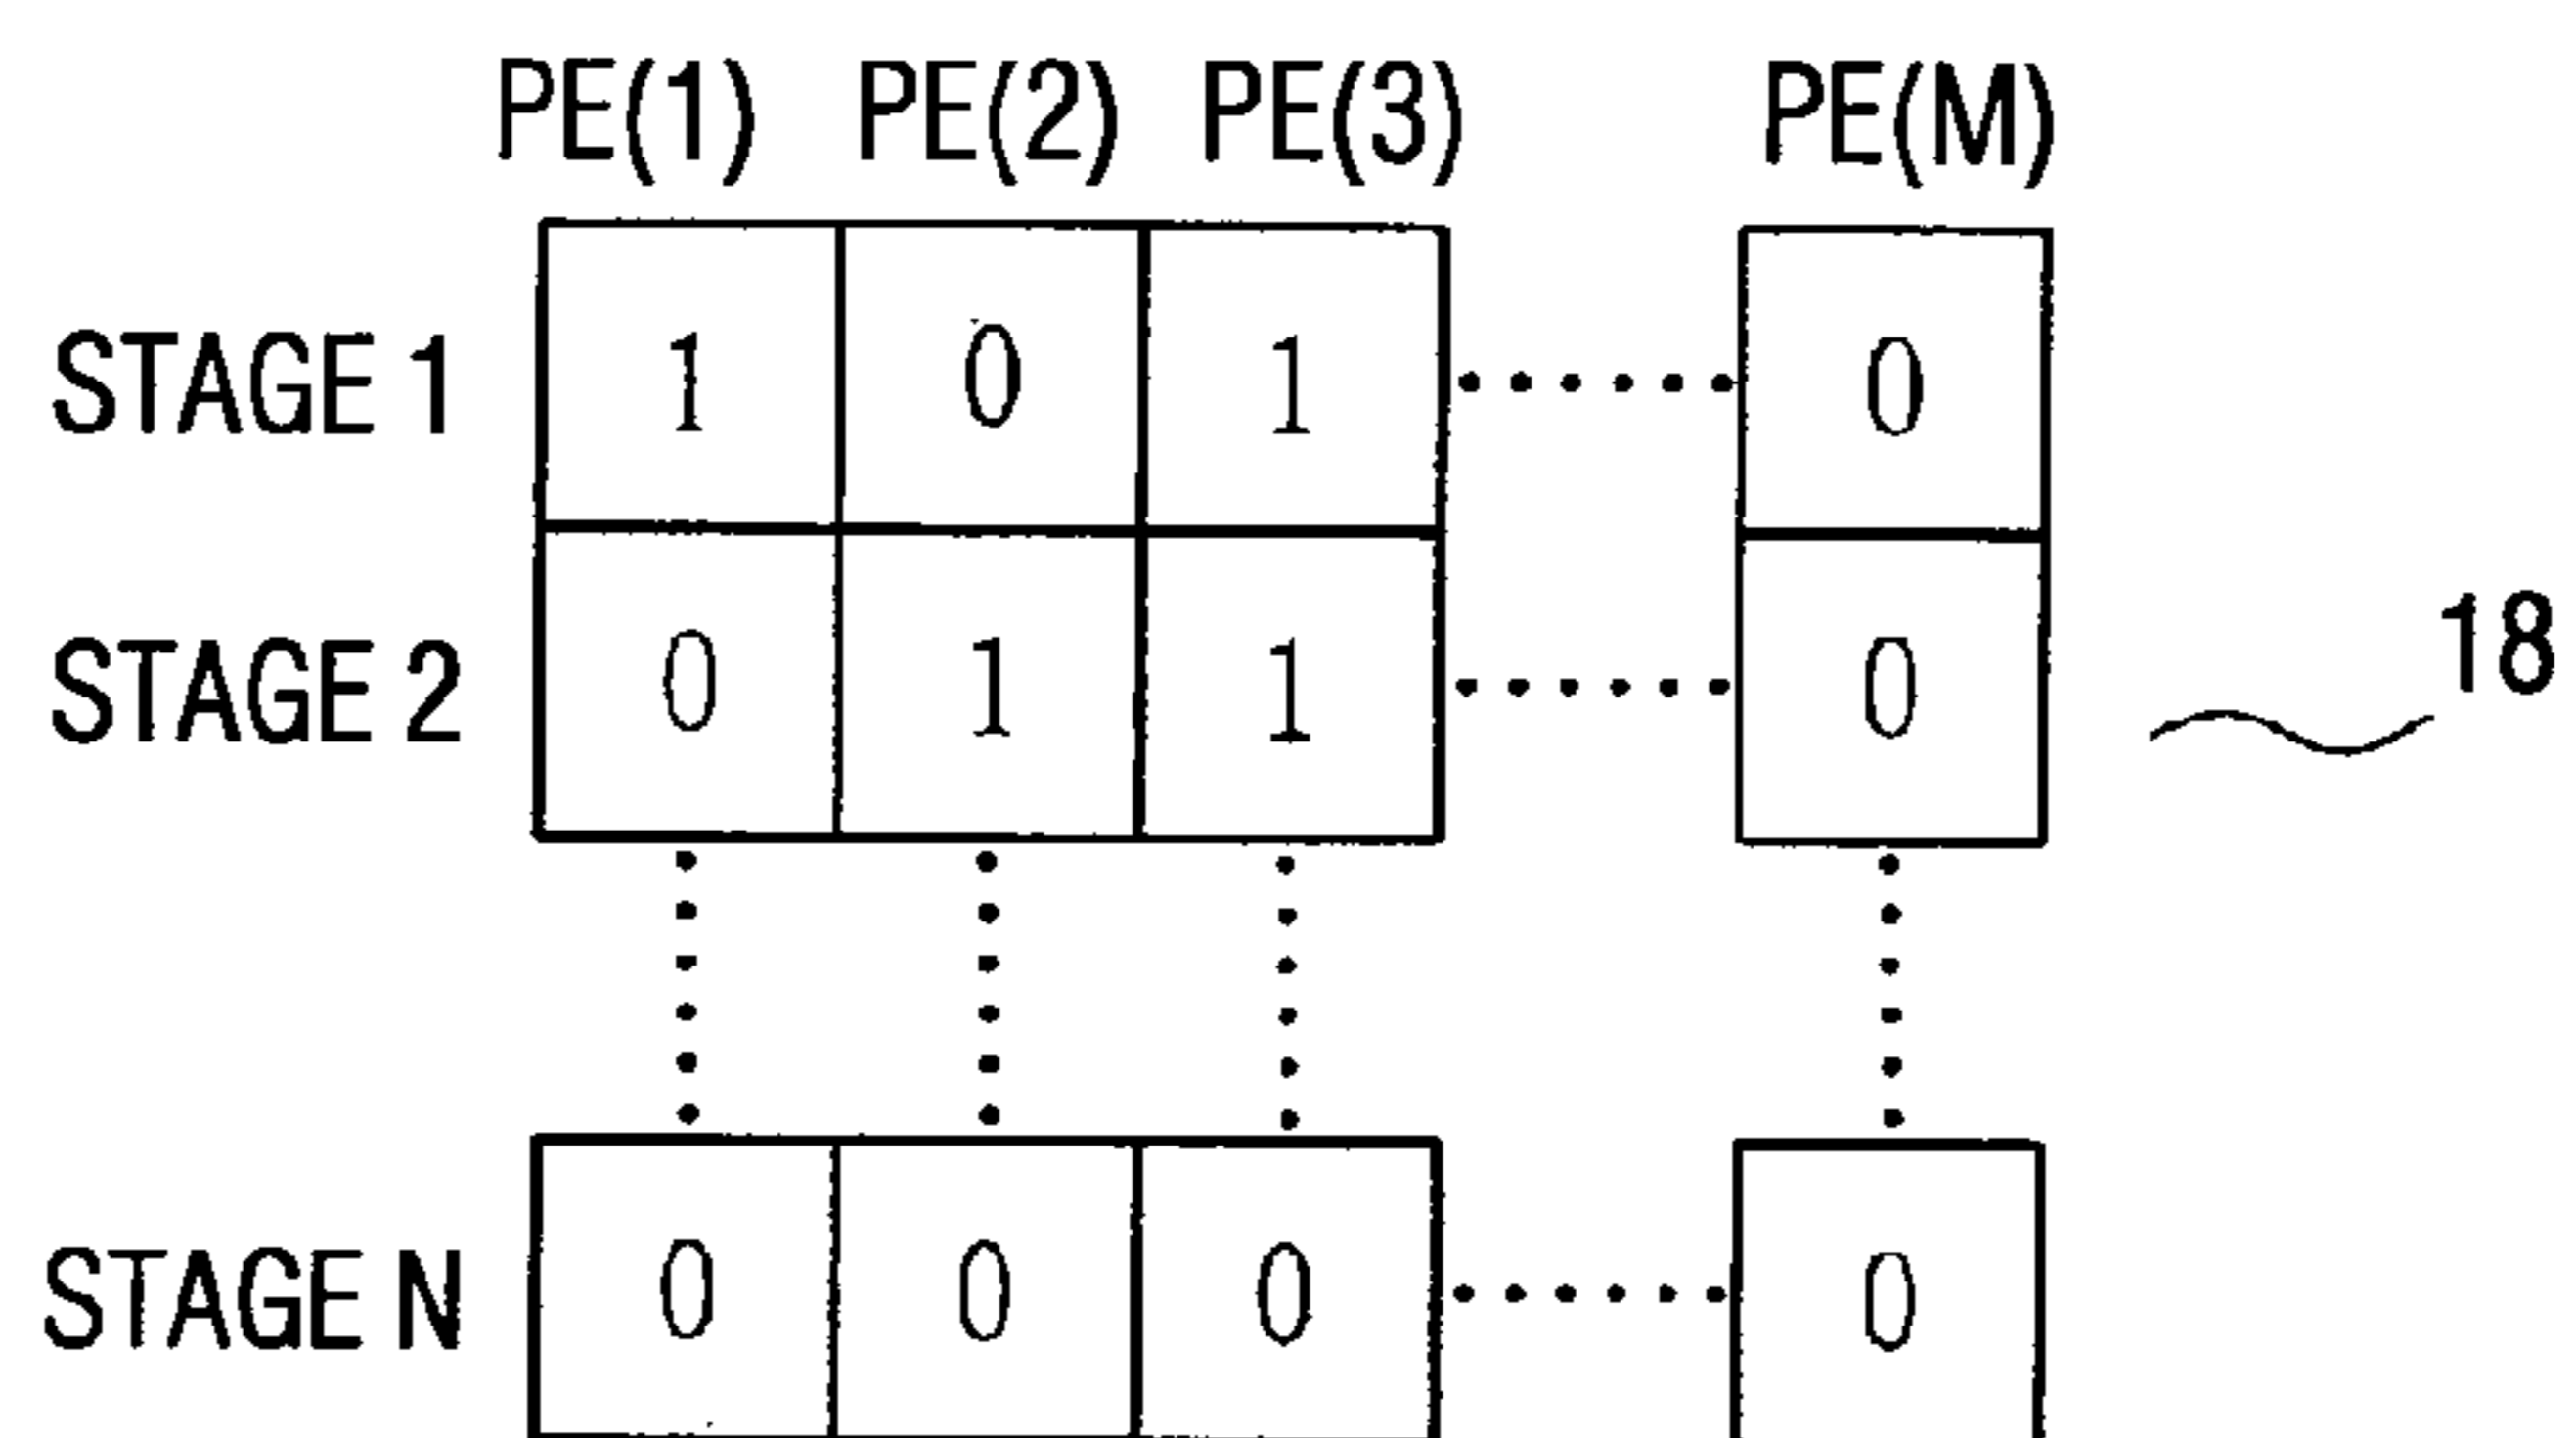 PE(1) PE(2) PE(3) PE(M)
STAGE 1 1 0 1 0
STAGE 2 0 1 1 0
18
STAGE N 0 0 0 0